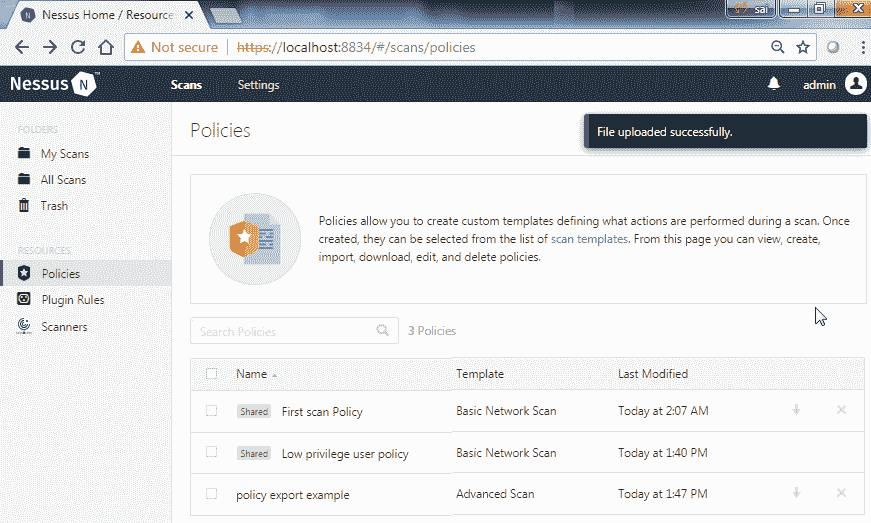 Nessus Home / Resource
sai
Not secure https://localhost:8834/#/scans/policies
Nessus N Scans Settings admin
FOLDERS
My Scans
All Scans
Trash
RESOURCES
Policies
Plugin Rules
Scanners
Policies
File uploaded successfully.
Policies allow you to create custom templates defining what actions are performed during a scan. Once
created, they can be selected from the list of scan templates. From this page you can view, create,
import, download, edit, and delete policies.
Search Policies 3 Policies
Name Template Last Modified
Shared First scan Policy Basic Network Scan Today at 2:07 AM
Shared Low privilege user policy Basic Network Scan Today at 1:40 PM
policy export example Advanced Scan Today at 1:47 PM